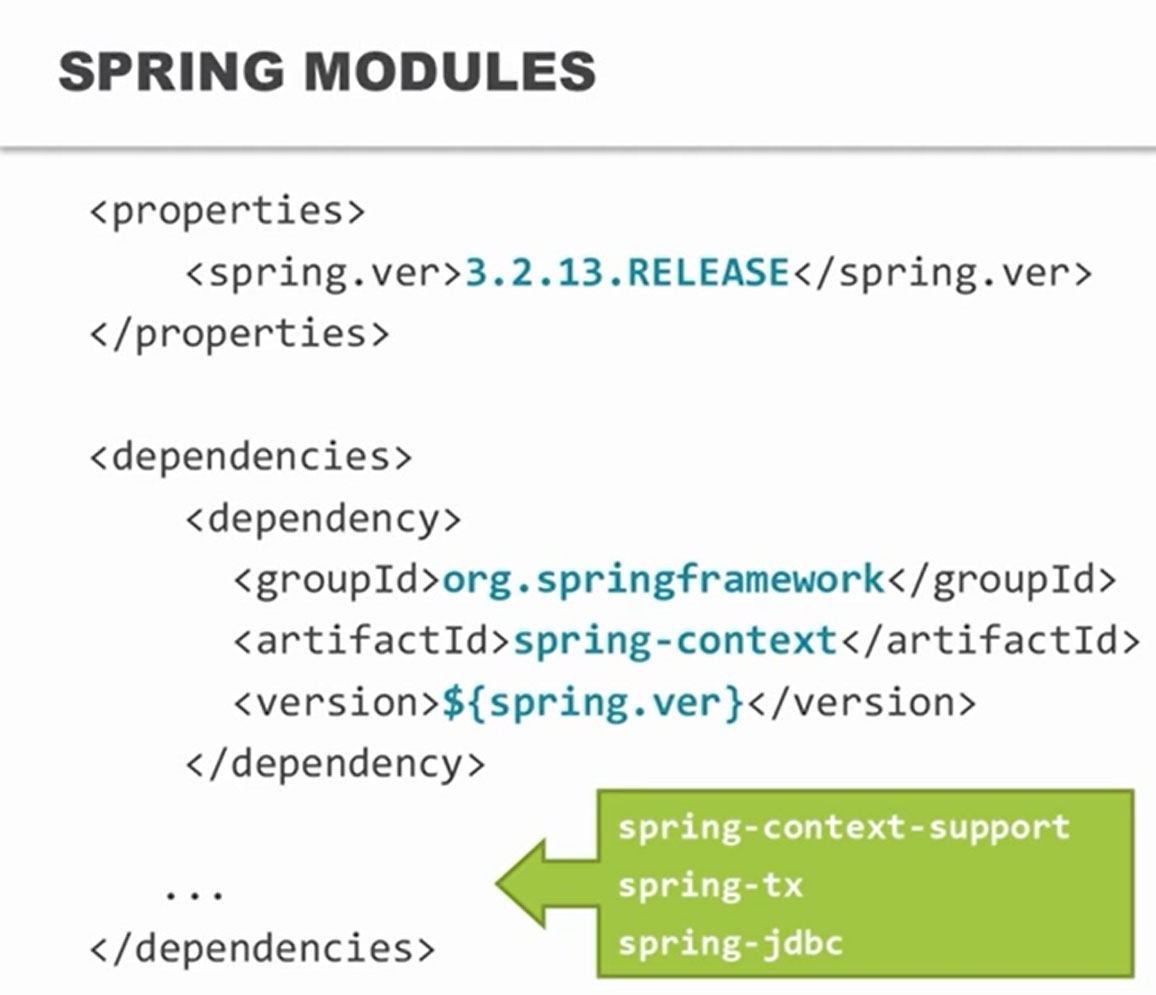 SPRING MODULES
<properties>
<spring.ver>3.2.13.RELEASE</spring.ver>
</properties>
<dependencies>
<dependency>
<groupId>org.springframework</groupId>
<artifactId>spring-context</artifactId>
<version>${spring.ver}</version>
</dependency>
spring-context-support
spring-tx
spring-jdbc
...
</dependencies>